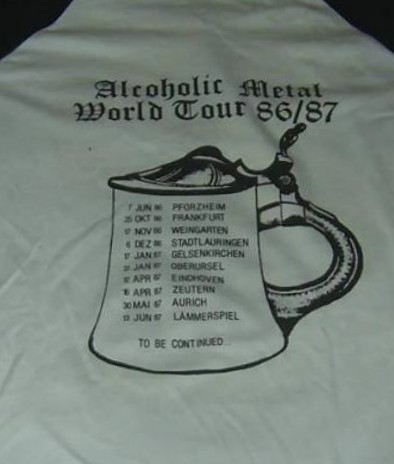 Alcoholic Metal
World Tour 86/87
7 JUN 86 PFORZHEIM
25 OKT 86 FRANKFURT
17 NOV 86 WEINGARTEN
6 DEZ 86 STADTLAURINGEN
17 JAN 87 GELSENKIRCHEN
31 JAN 87 OBERURSEL
APR 87 EINDHOVEN
APR 87 ZEUTERN
30 MAI 87 AURICH
13 JUN 87 LÄMMERSPIEL
TO BE CONTINUED...